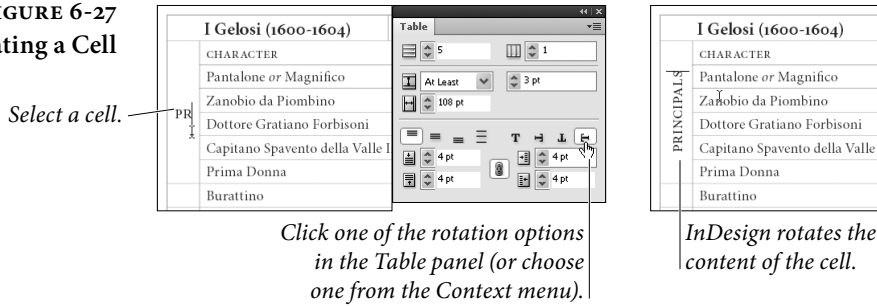 IGURE 6-27
ating a Cell
Select a cell.
I Gelosi (1600-1604)
CHARACTER
Pantalone or Magnifico
Zanobio da Piombino
Dottore Gratiano Forbisoni
Capitano Spavento della Valle I
Prima Donna
Burattino
PR
Table
5
1
At Least
3 pt
108 pt
T T T T
4 pt
4 pt
4 pt
4 pt
Click one of the rotation options
in the Table panel (or choose
one from the Context menu).
I Gelosi (1600-1604)
CHARACTER
Pantalone or Magnifico
Zanobio da Piombino
Dottore Gratiano Forbisoni
Capitano Spavento della Valle
Prima Donna
Burattino
PRINCIPALS
InDesign rotates the
content of the cell.